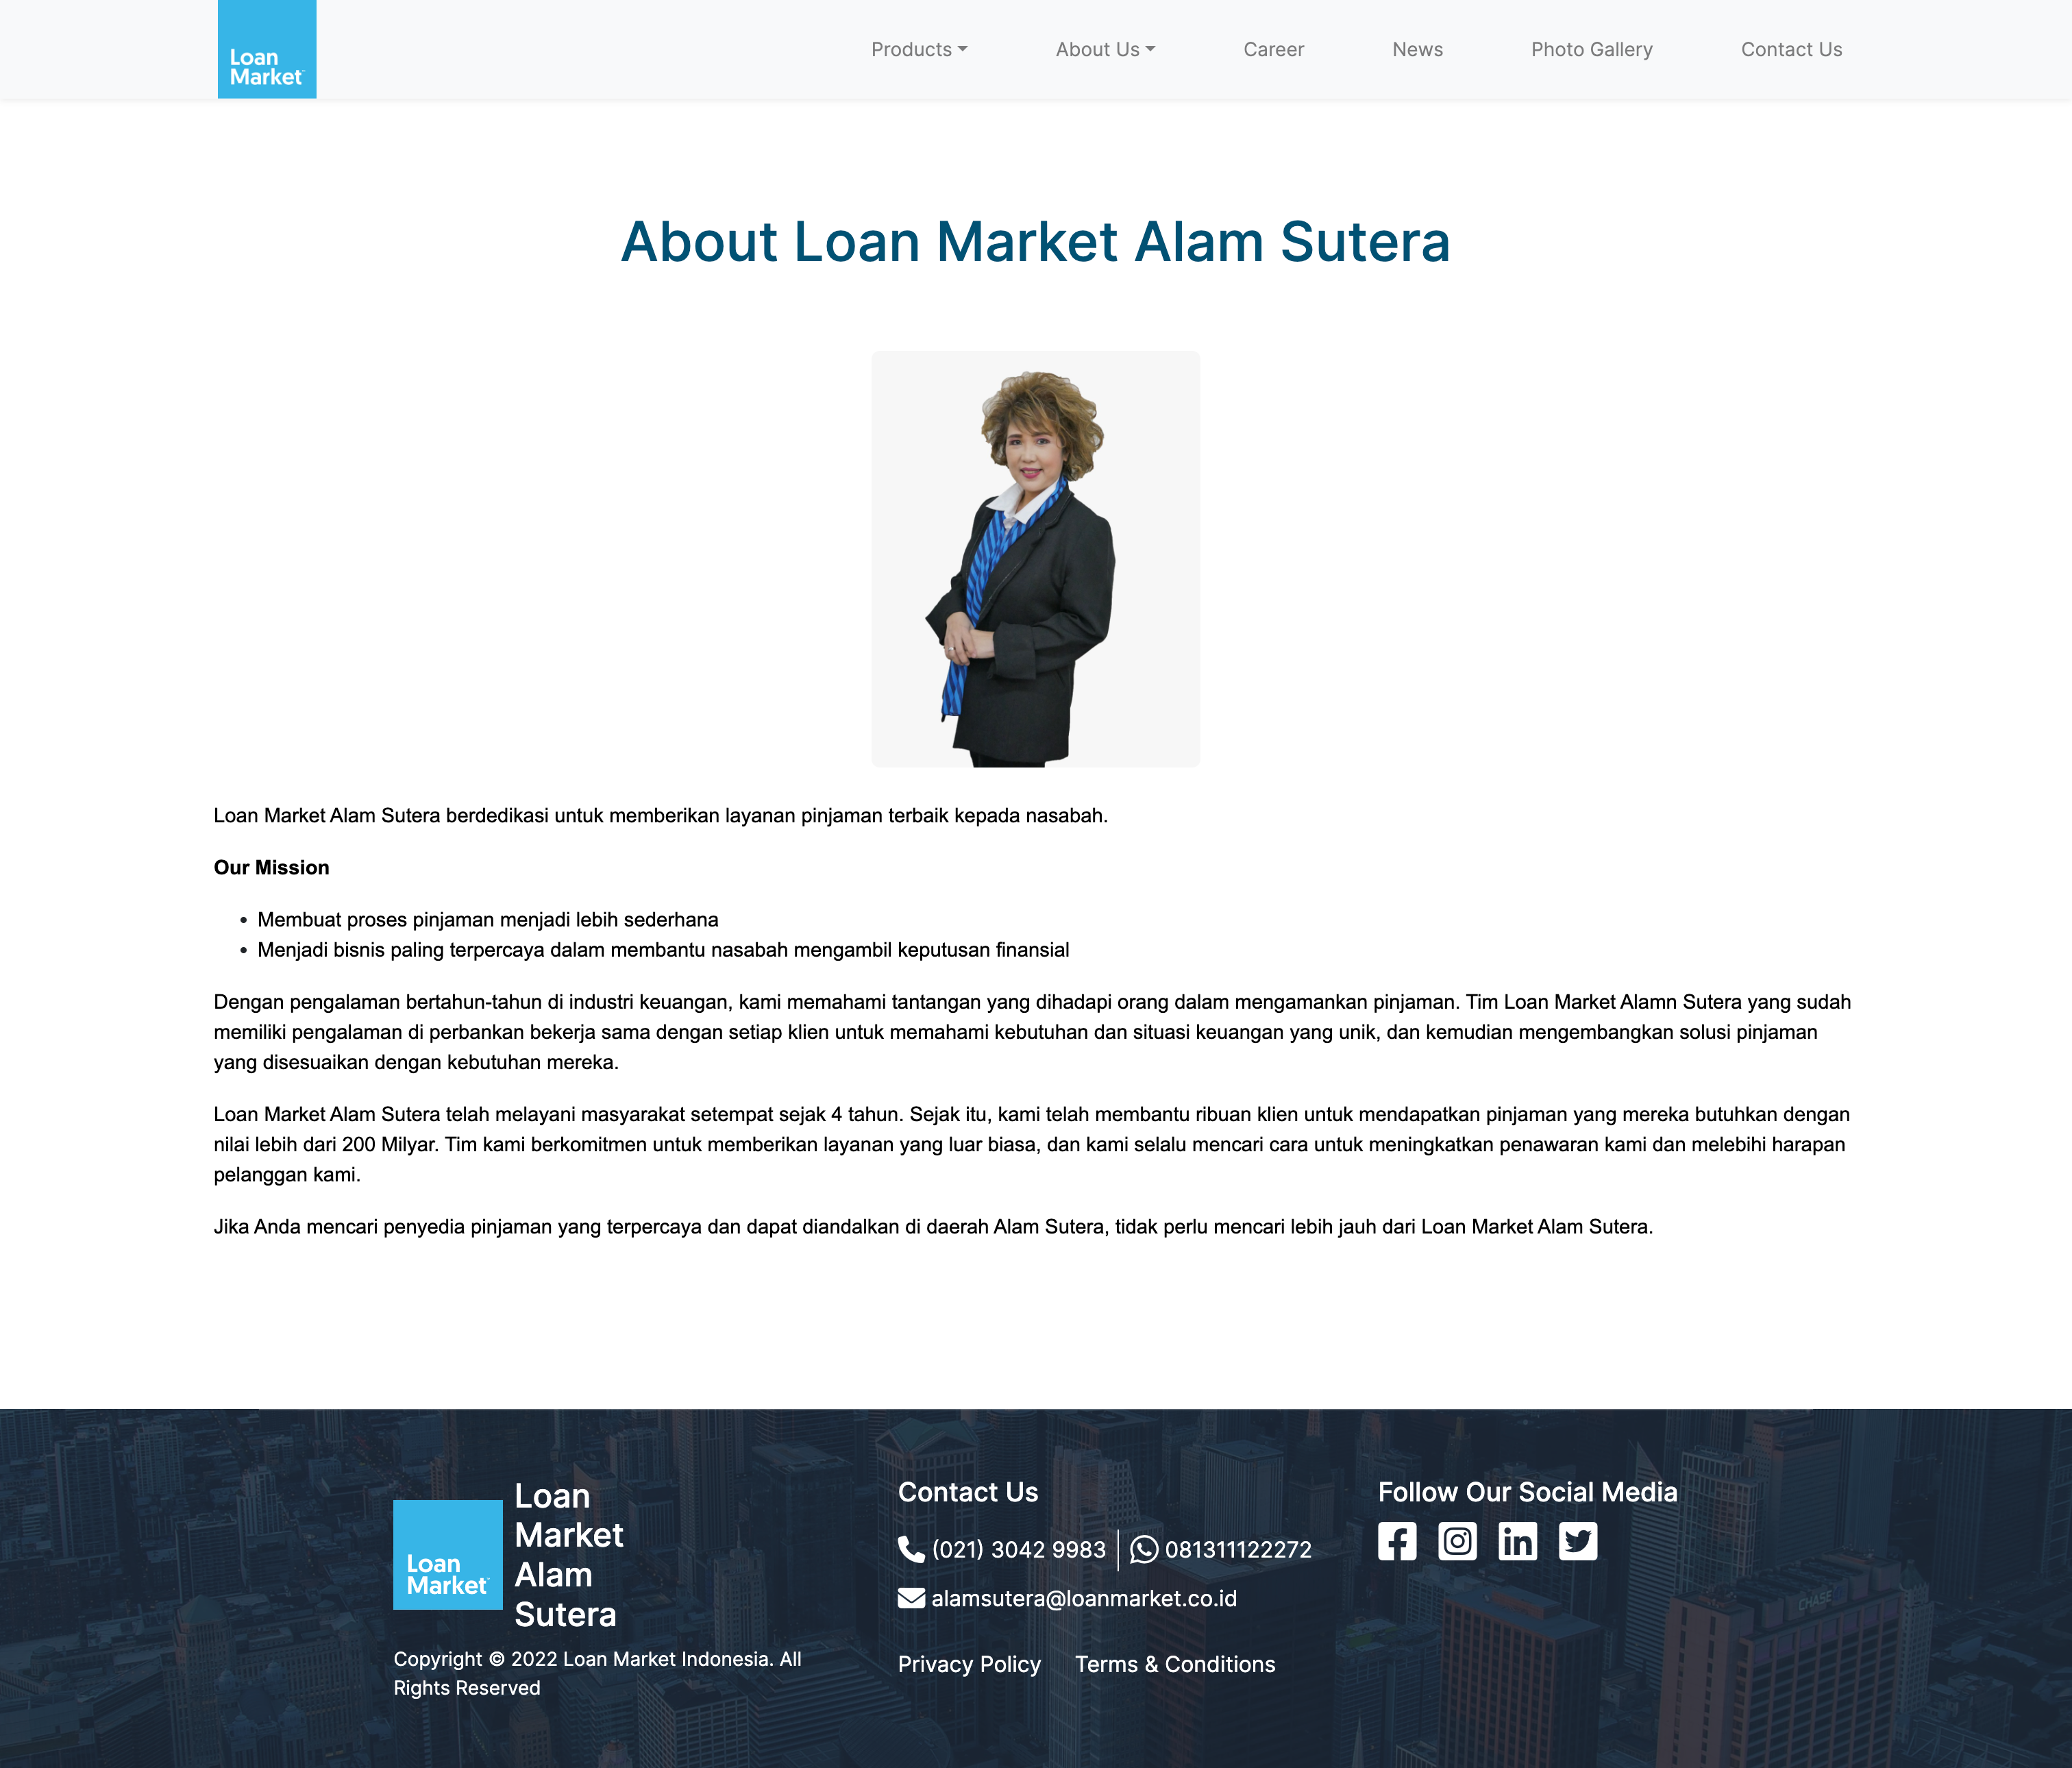 Loan
Market
Products
About Us
Career
News
Photo Gallery
Contact Us
About Loan Market Alam Sutera
Loan Market Alam Sutera berdedikasi untuk memberikan layanan pinjaman terbaik kepada nasabah.
Our Mission
• Membuat proses pinjaman menjadi lebih sederhana
• Menjadi bisnis paling terpercaya dalam membantu nasabah mengambil keputusan finansial
Dengan pengalaman bertahun-tahun di industri keuangan, kami memahami tantangan yang dihadapi orang dalam mengamankan pinjaman. Tim Loan Market Alamn Sutera yang sudah
memiliki pengalaman di perbankan bekerja sama dengan setiap klien untuk memahami kebutuhan dan situasi keuangan yang unik, dan kemudian mengembangkan solusi pinjaman
yang disesuaikan dengan kebutuhan mereka.
Loan Market Alam Sutera telah melayani masyarakat setempat sejak 4 tahun. Sejak itu, kami telah membantu ribuan klien untuk mendapatkan pinjaman yang mereka butuhkan dengan
nilai lebih dari 200 Milyar. Tim kami berkomitmen untuk memberikan layanan yang luar biasa, dan kami selalu mencari cara untuk meningkatkan penawaran kami dan melebihi harapan
pelanggan kami.
Jika Anda mencari penyedia pinjaman yang terpercaya dan dapat diandalkan di daerah Alam Sutera, tidak perlu mencari lebih jauh dari Loan Market Alam Sutera.
Loan
Market
Loan
Market
Alam
Sutera
Copyright © 2022 Loan Market Indonesia. All
Rights Reserved
Contact Us
(021) 3042 9983 | 081311122272
alamsutera@loanmarket.co.id
Privacy Policy
Terms & Conditions
Follow Our Social Media
CHASE